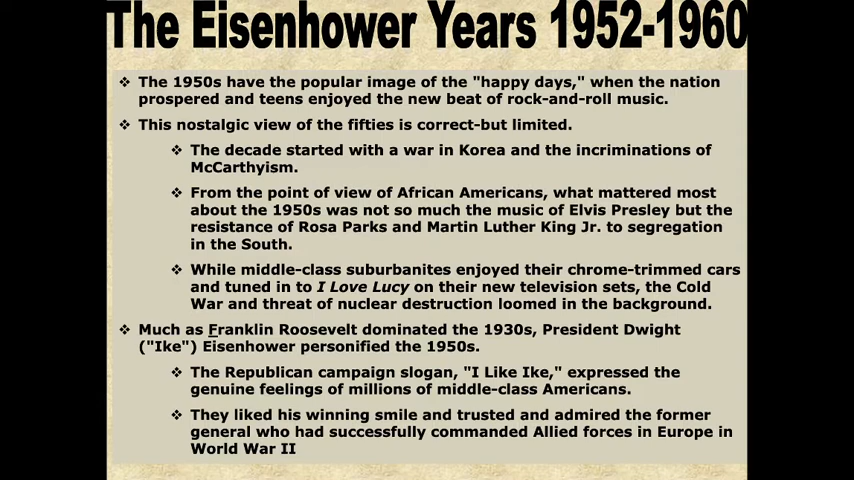 The Eisenhower Years 1952-1960
❖ The 1950s have the popular image of the "happy days," when the nation
prospered and teens enjoyed the new beat of rock-and-roll music.
❖ This nostalgic view of the fifties is correct-but limited.
❖ The decade started with a war in Korea and the incriminations of
McCarthyism.
❖ From the point of view of African Americans, what mattered most
about the 1950s was not so much the music of Elvis Presley but the
resistance of Rosa Parks and Martin Luther King Jr. to segregation
in the South.
❖ While middle-class suburbanites enjoyed their chrome-trimmed cars
and tuned in to I Love Lucy on their new television sets, the Cold
War and threat of nuclear destruction loomed in the background.
❖ Much as Franklin Roosevelt dominated the 1930s, President Dwight
("Ike") Eisenhower personified the 1950s.
❖ The Republican campaign slogan, "I Like Ike," expressed the
genuine feelings of millions of middle-class Americans.
❖ They liked his winning smile and trusted and admired the former
general who had successfully commanded Allied forces in Europe in
World War II